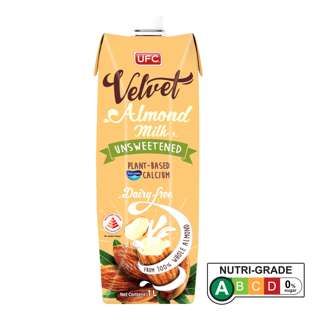 UFC
Velvet
Almond
Milk
UNSWEETENED
PLANT-BASED
CALCIUM
Dairy free
FROM 100% WHOLE ALMOND
Net Content: 1L
NUTRI-GRADE
A B C D 0%
sugar